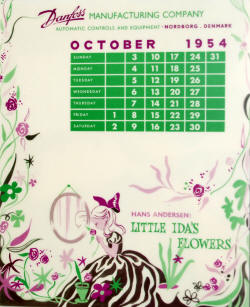 Danfoss MANUFACTURING COMPANY
AUTOMATIC CONTROLS AND EQUIPMENT · NORDBORG . DENMARK
OCTOBER 1954
SUNDAY 3 10 17 24 31
MONDAY 4 11 18 25
TUESDAY 5 12 19 26
WEDNESDAY 6 13 20 27
THURSDAY 7 14 21 28
FRIDAY 1 8 15 22 29
SATURDAY 2 9 16 23 30
HANS ANDERSEN:
LITTLE IDA'S
FLOWERS